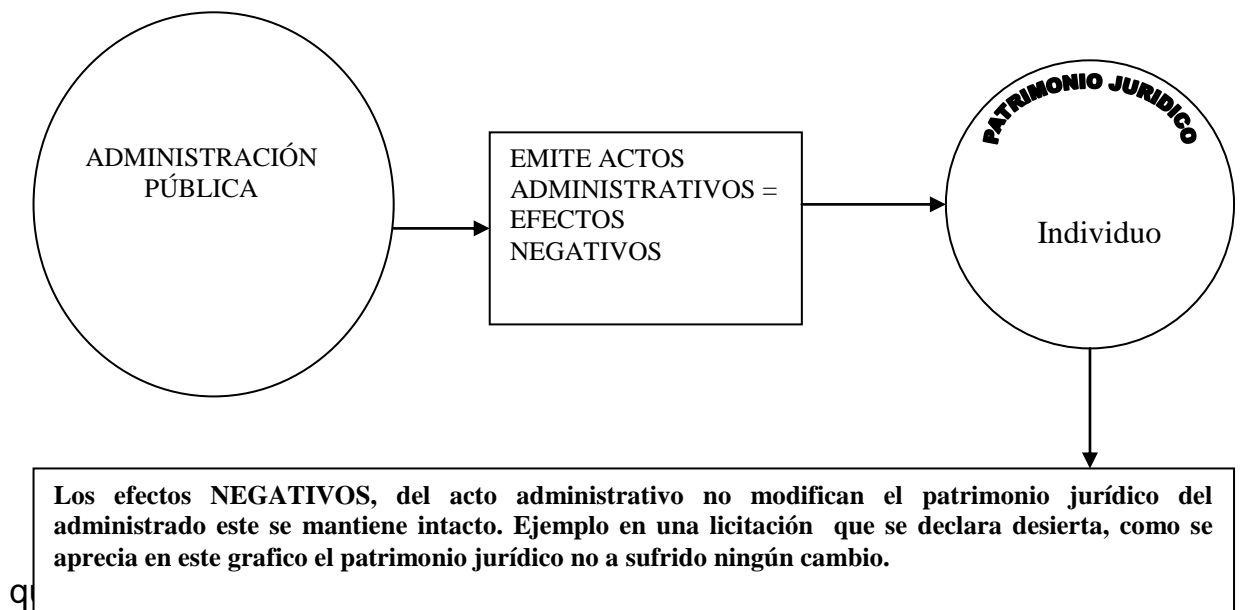 ADMINISTRACIÓN
PÚBLICA
EMITE ACTOS
ADMINISTRATIVOS =
EFECTOS
NEGATIVOS
PATRIMONIO JURIDICO
Individuo
Los efectos NEGATIVOS, del acto administrativo no modifican el patrimonio jurídico del
administrado este se mantiene intacto. Ejemplo en una licitación que se declara desierta, como se
aprecia en este grafico el patrimonio jurídico no a sufrido ningún cambio.